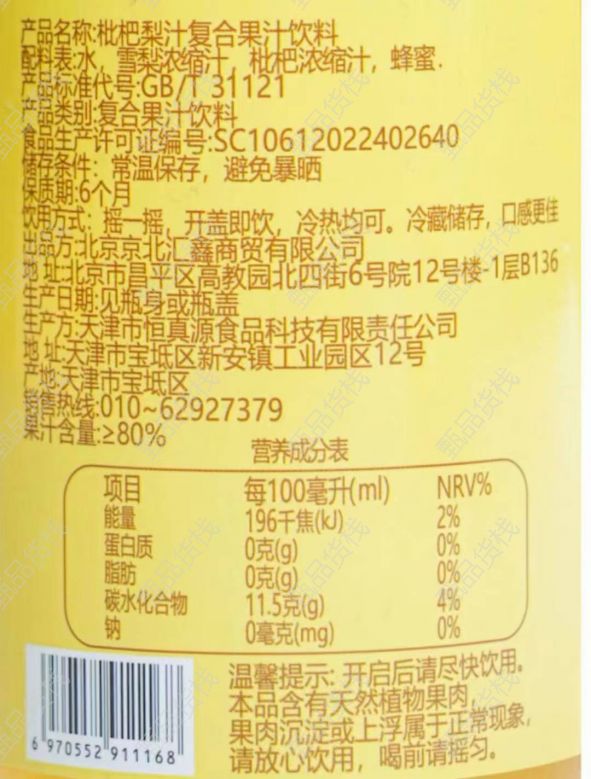 产品名称:枇杷梨汁复合果汁饮料
配料表:水，雪梨浓缩汁，枇杷浓缩汁，蜂蜜.
产品标准代号:GB/T 31121
产品类别:复合果汁饮料
食品生产许可证编号:SC10612022402640
储存条件：常温保存，避免暴晒
保质期:6个月
饮用方式：摇一摇，开盖即饮，冷热均可。冷藏储存，口感更佳
出品方:北京京北汇鑫商贸有限公司
地 址:北京市昌平区高教园北四街6号院12号楼-1层B136
生产日期:见瓶身或瓶盖
生产方:天津市恒真源食品科技有限责任公司
地 址:天津市宝坻区新安镇工业园区12号
产地:天津市宝坻区
销售热线:010~62927379
果汁含量:≥80%
营养成分表
项目 每100毫升(ml) NRV%
能量 196千焦(kJ) 2%
蛋白质 0克(g) 0%
脂肪 0克(g) 0%
碳水化合物 11.5克(g) 4%
钠 0毫克(mg) 0%
温馨提示: 开启后请尽快饮用。
本品含有天然植物果肉，
果肉沉淀或上浮属于正常现象，
请放心饮用，喝前请摇匀。
6 970552 911168
甄品货栈